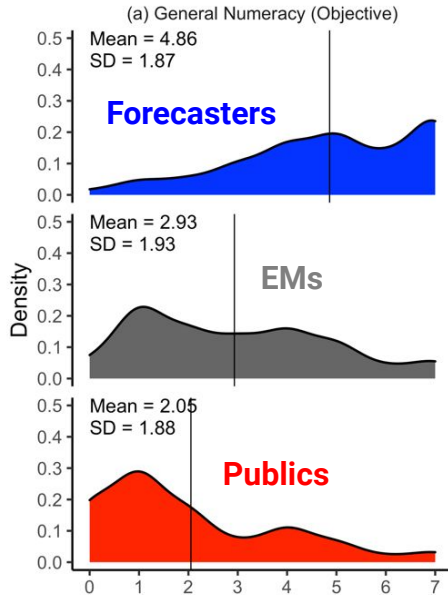 (a) General Numeracy (Objective)
0.5
Mean = 4.86
0.4
SD = 1.87
0.3
Forecasters
0.2
0.1
0.0
0.5
Mean = 2.93
0.4
SD = 1.93
0.3
EMs
0.2
0.1
0.0
Density
0.5
Mean = 2.05
0.4
SD = 1.88
0.3
Publics
0.2
0.1
0.0
0 1 2 3 4 5 6 7